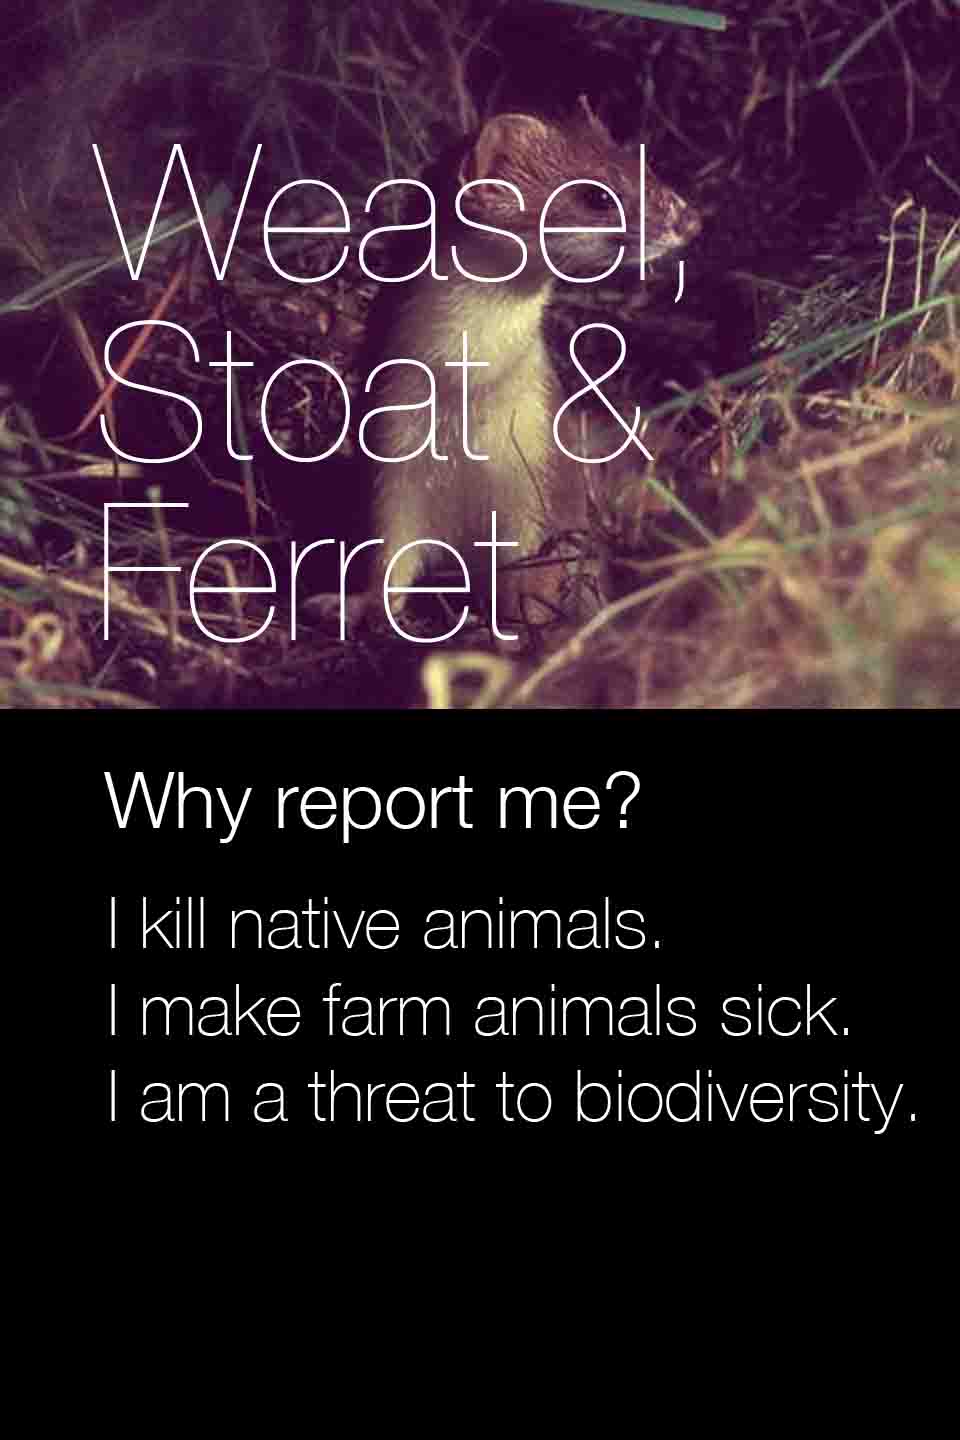 Weasel,
Stoat &
Ferret
Why report me?
I kill native animals.
I make farm animals sick.
I am a threat to biodiversity.